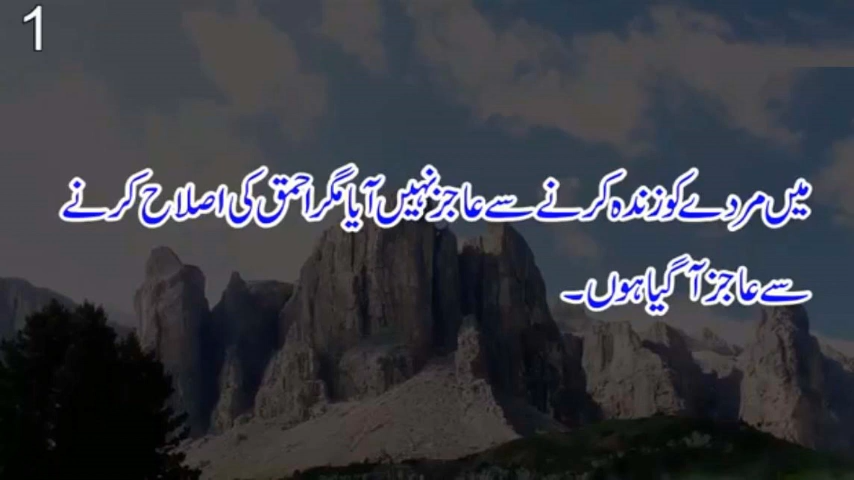 1
میں مردے کو زندہ کرنے سے عاجز نہیں آیا مگر احمق کی اصلاح کرنے
سے عاجز آ گیا ہوں۔